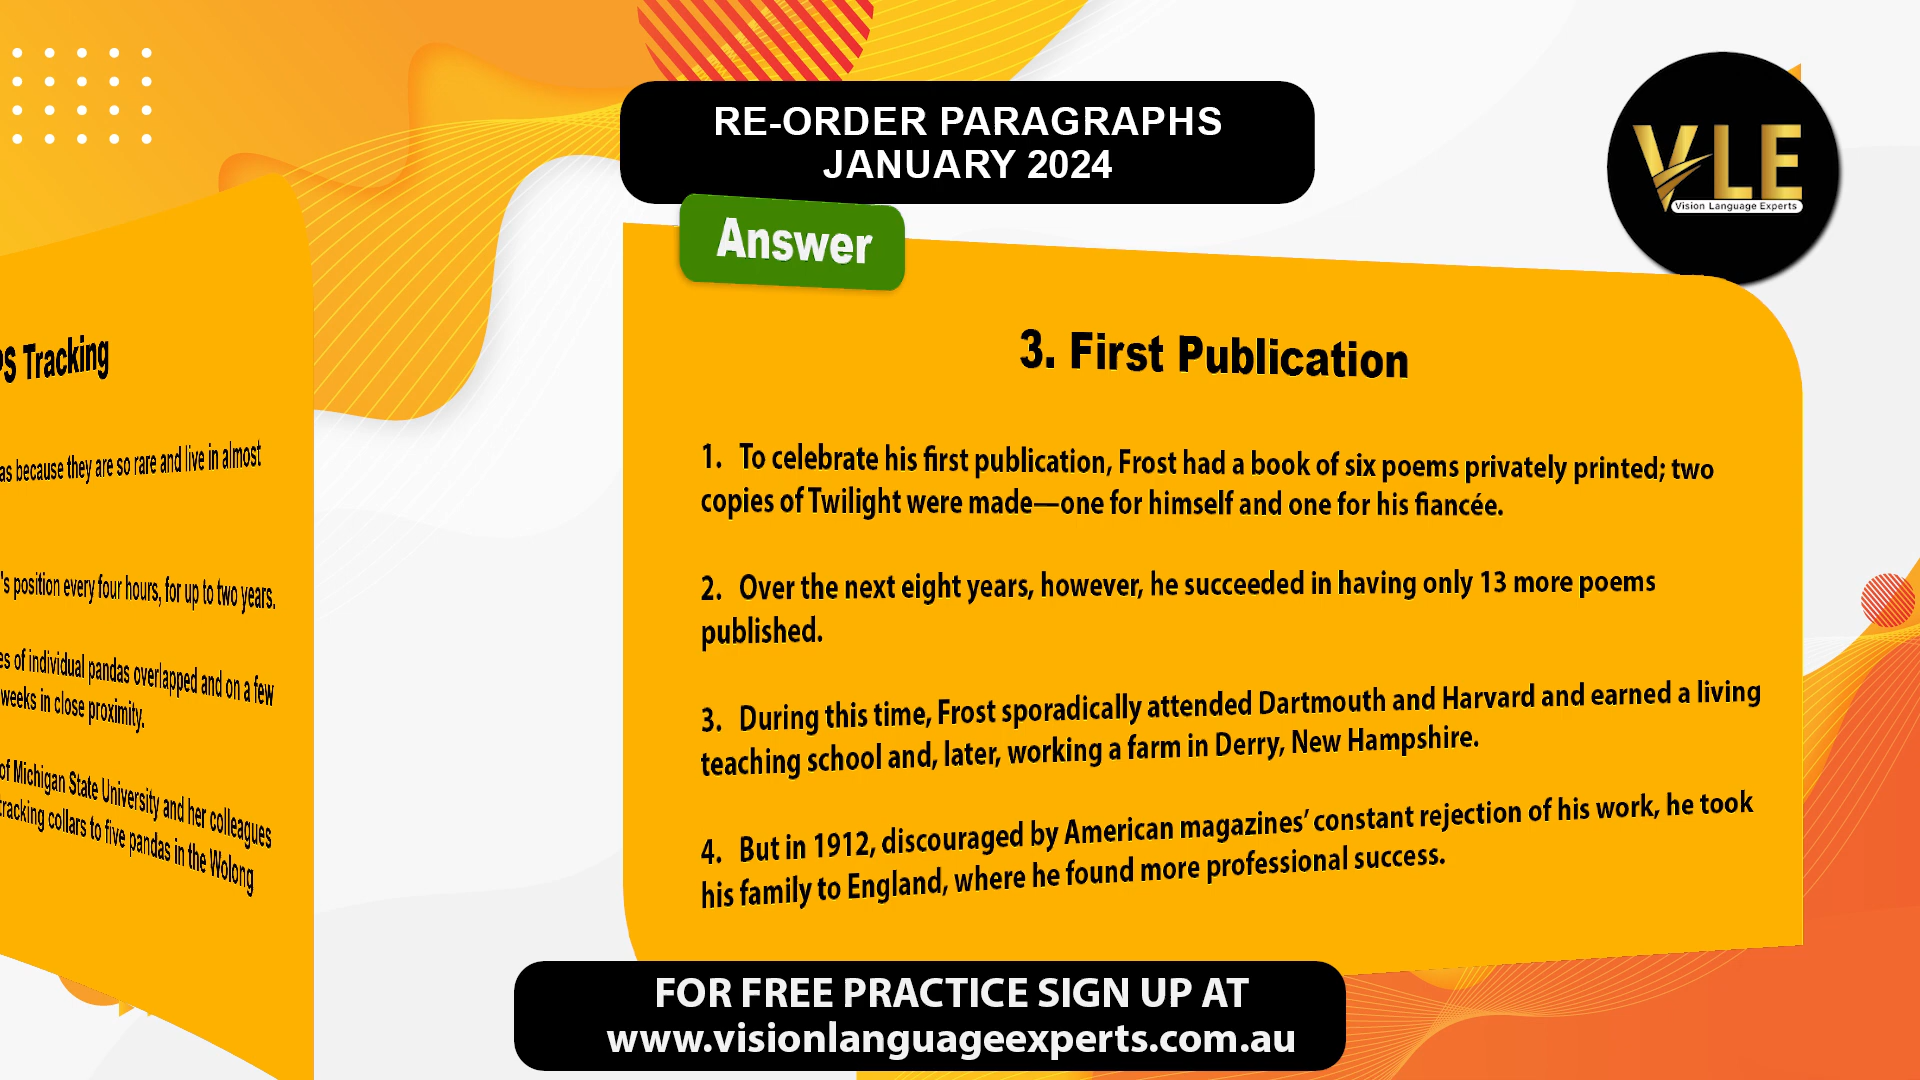 RE-ORDER PARAGRAPHS
JANUARY 2024
VLE
Vision Language Experts
Answer
3. First Publication
1. To celebrate his first publication, Frost had a book of six poems privately printed; two
copies of Twilight were made—one for himself and one for his fiancée.
2. Over the next eight years, however, he succeeded in having only 13 more poems
published.
3. During this time, Frost sporadically attended Dartmouth and Harvard and earned a living
teaching school and, later, working a farm in Derry, New Hampshire.
4. But in 1912, discouraged by American magazines’ constant rejection of his work, he took
his family to England, where he found more professional success.
Tracking
because they are so rare and live in almost
's position every four hours, for up to two years.
of individual pandas overlapped and on a few
weeks in close proximity.
of Michigan State University and her colleagues
tracking collars to five pandas in the Wolong
FOR FREE PRACTICE SIGN UP AT
www.visionlanguageexperts.com.au